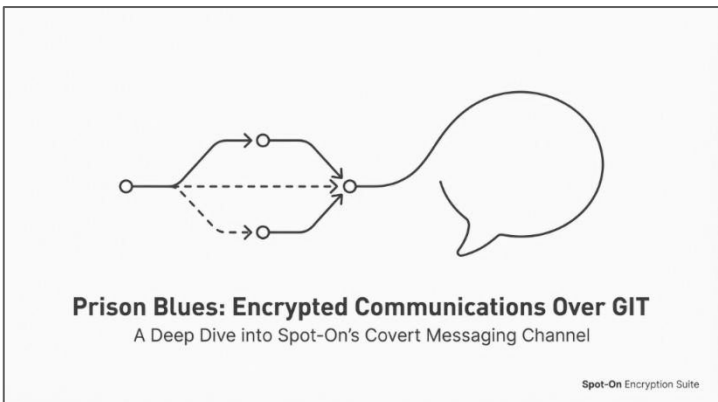 Prison Blues: Encrypted Communications Over GIT
A Deep Dive into Spot-On's Covert Messaging Channel
Spot-On Encryption Suite